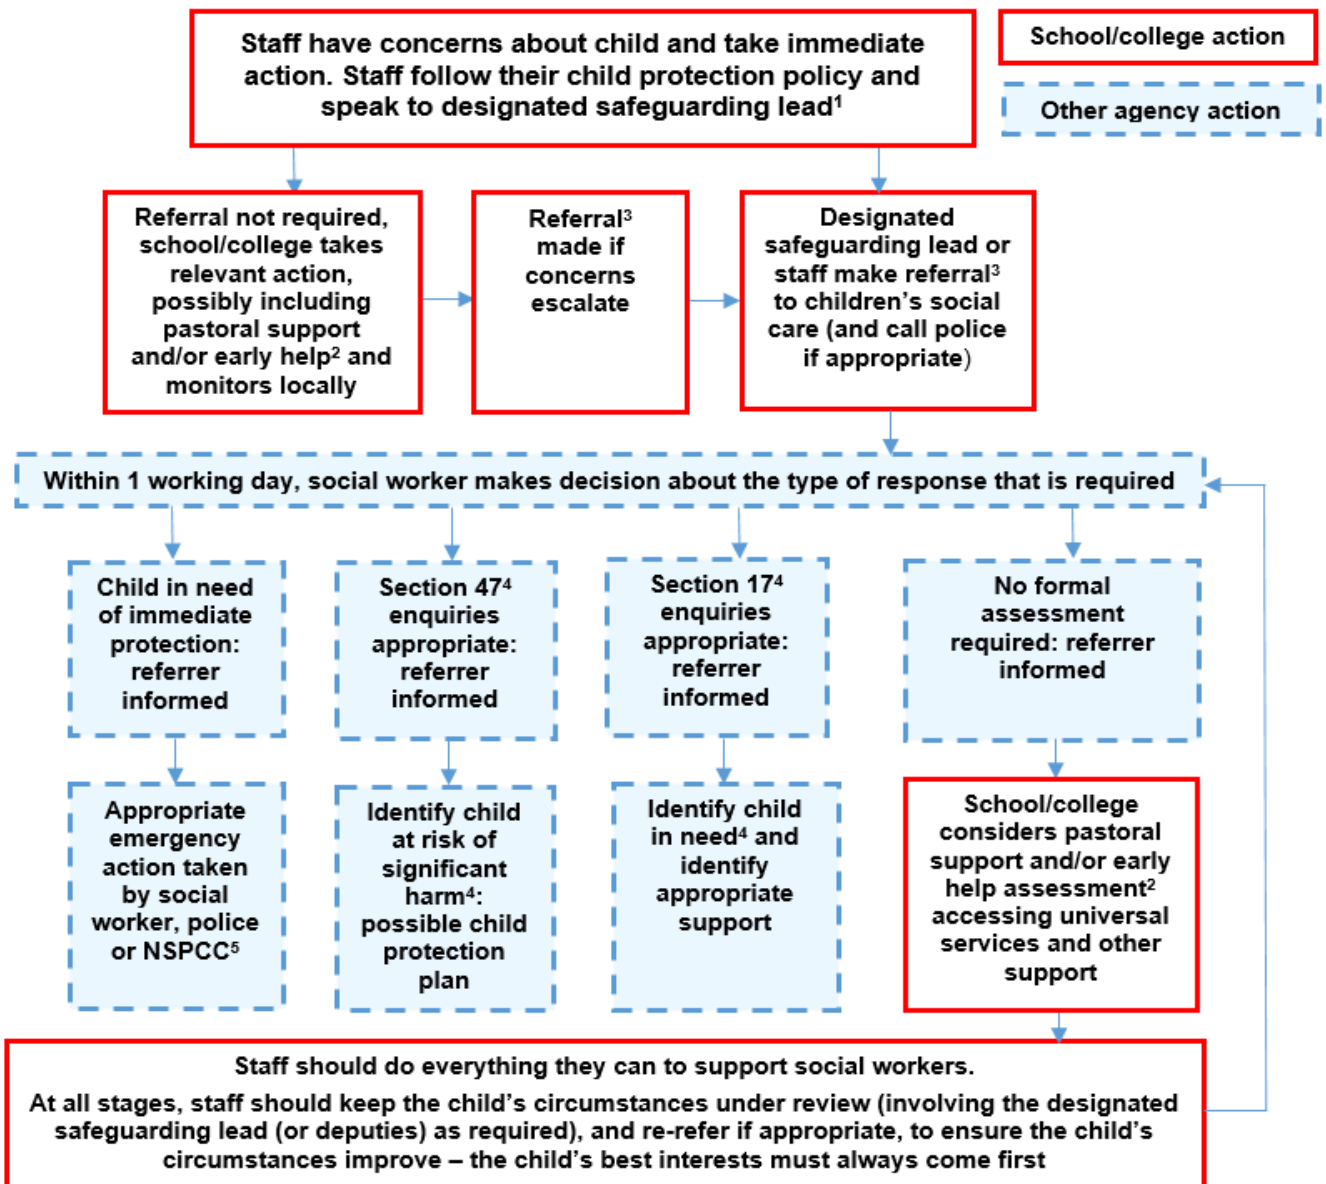 Staff have concerns about child and take immediate
action. Staff follow their child protection policy and
speak to designated safeguarding lead¹
School/college action
Other agency action
Referral not required,
school/college takes
relevant action,
possibly including
pastoral support
and/or early help² and
monitors locally
Referral³
made if
concerns
escalate
Designated
safeguarding lead or
staff make referral³
to children’s social
care (and call police
if appropriate)
Within 1 working day, social worker makes decision about the type of response that is required
Child in need
of immediate
protection:
referrer
informed
Section 47⁴
enquiries
appropriate:
referrer
informed
Section 17⁴
enquiries
appropriate:
referrer
informed
No formal
assessment
required: referrer
informed
Appropriate
emergency
action taken
by social
worker, police
or NSPCC⁵
Identify child
at risk of
significant
harm⁴:
possible child
protection
plan
Identify child
in need⁴ and
identify
appropriate
support
School/college
considers pastoral
support and/or early
help assessment²
accessing universal
services and other
support
Staff should do everything they can to support social workers.
At all stages, staff should keep the child’s circumstances under review (involving the designated
safeguarding lead (or deputies) as required), and re-refer if appropriate, to ensure the child’s
circumstances improve – the child’s best interests must always come first